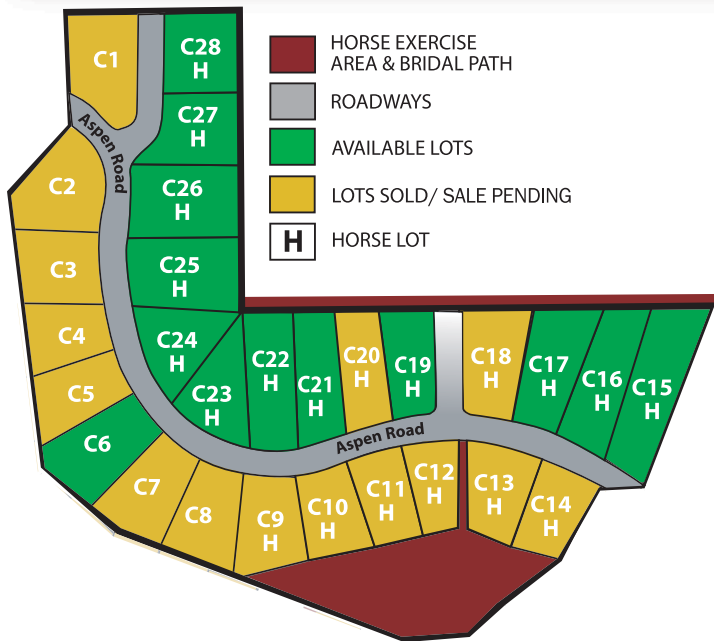 C1
C28
H
HORSE EXERCISE
AREA & BRIDAL PATH
ROADWAYS
AVAILABLE LOTS
LOTS SOLD/ SALE PENDING
H HORSE LOT
Aspen Road
C27
H
C2
C26
H
C3
C25
H
C4
C24
H
C5
C23
H
C22
H
C21
H
C20
H
C19
H
C18
H
C17
H
C16
H
C15
H
Aspen Road
C6
C7
C8
C9
H
C10
H
C11
H
C12
H
C13
H
C14
H